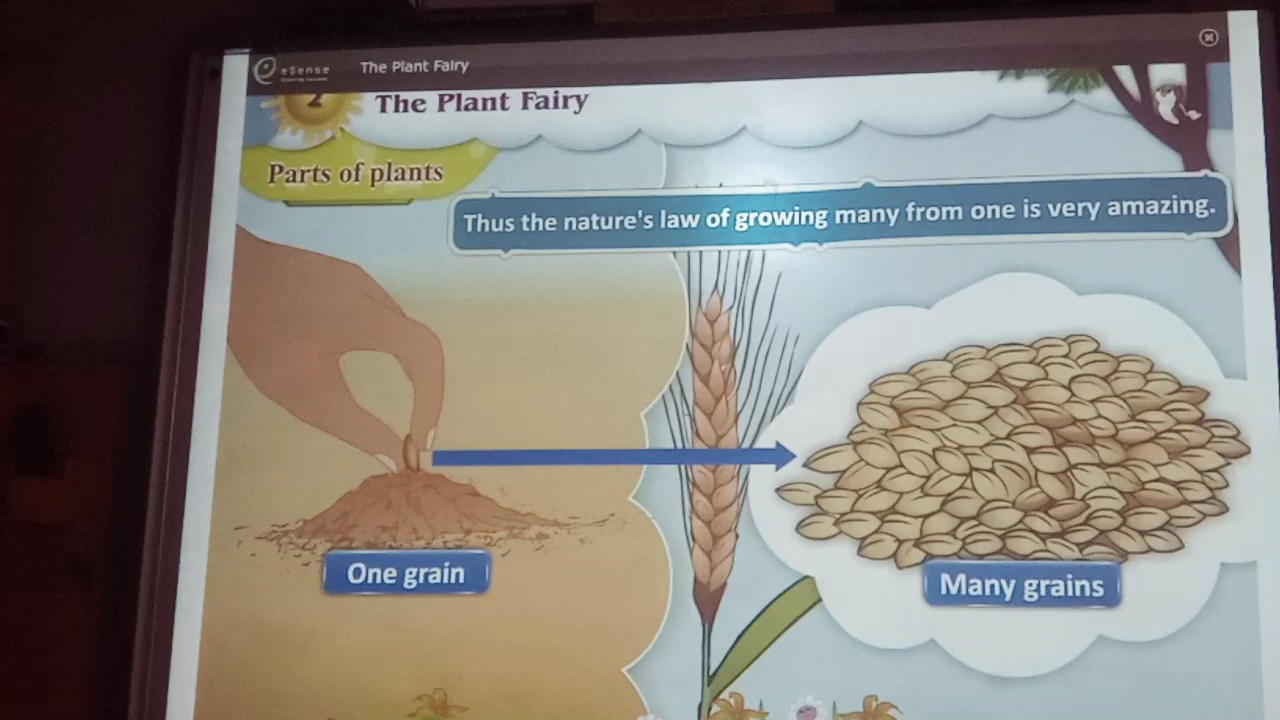 eSense
The Plant Fairy
2
The Plant Fairy
Parts of plants
Thus the nature's law of growing many from one is very amazing.
One grain
Many grains